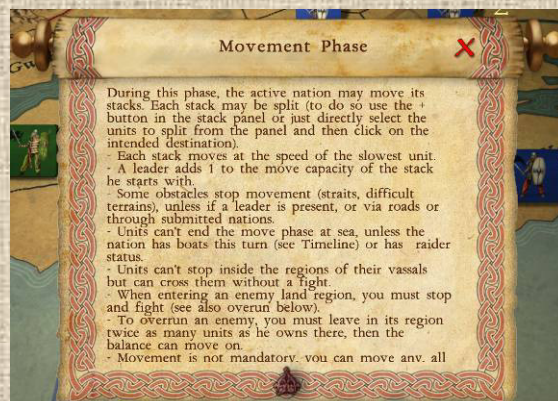 Movement Phase
During this phase, the active nation may move its
stacks. Each stack may be split (to do so use the +
button in the stack panel or just directly select the
units to split from the panel and then click on the
intended destination).
- Each stack moves at the speed of the slowest unit.
- A leader adds 1 to the move capacity of the stack
he starts with.
- Some obstacles stop movement (straits, difficult
terrains), unless if a leader is present, or via roads or
through submitted nations.
- Units can't end the move phase at sea, unless the
nation has boats this turn (see Timeline) or has raider
status.
- Units can't stop inside the regions of their vassals
but can cross them without a fight.
- When entering an enemy land region, you must stop
and fight (see also overun below).
- To overrun an enemy, you must leave in its region
twice as many units as he owns there, then the
balance can move on.
- Movement is not mandatory, you can move any, all